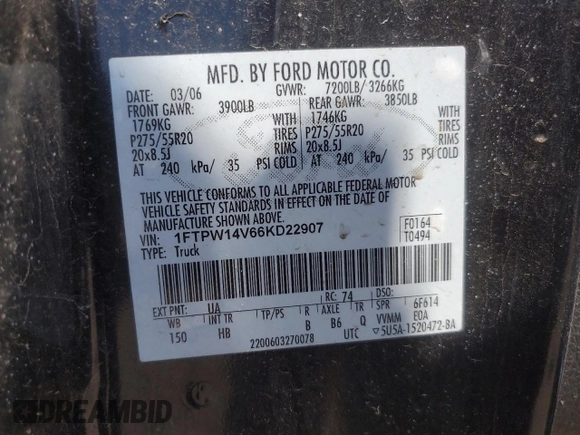 MFD. BY FORD MOTOR CO.
DATE: 03/06 GVWR: 7200LB/ 3266KG
FRONT GAWR: 3900LB REAR GAWR: 3850LB
1769KG WITH 1746KG WITH
P275/55R20 TIRES P275/55R20 TIRES
20x8.5J RIMS 20x8.5J RIMS
AT 240 kPa/ 35 PSI COLD AT 240 kPa/ 35 PSI COLD
THIS VEHICLE CONFORMS TO ALL APPLICABLE FEDERAL MOTOR
VEHICLE SAFETY STANDARDS IN EFFECT ON THE DATE OF
MANUFACTURE SHOWN ABOVE.
VIN: 1FTPW14V66KD22907 F0164
TYPE: Truck T0494
EXT PNT: UA RC: 74 DSO:
WB INT TR TP/PS R AXLE TR SPR 6F614
150 HB B B6 Q VVMM EOA
2200603270078 UTC 5U5A-1520472-BA
Ford
DREAMBID